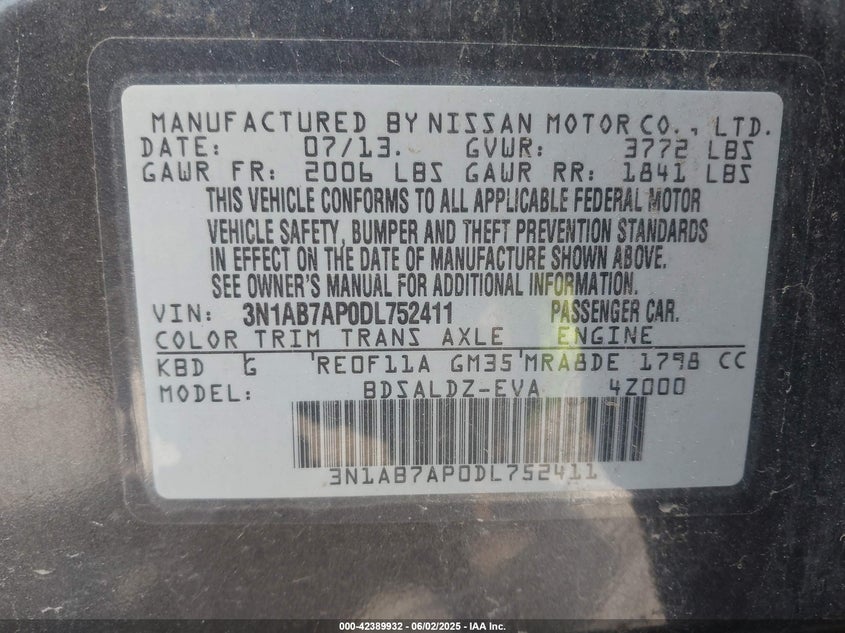 MANUFACTURED BY NISSAN MOTOR CO., LTD.
DATE: 07/13. GVWR: 3772 LBS
GAWR FR: 2006 LBS GAWR RR: 1841 LBS
THIS VEHICLE CONFORMS TO ALL APPLICABLE FEDERAL MOTOR
VEHICLE SAFETY, BUMPER AND THEFT PREVENTION STANDARDS
IN EFFECT ON THE DATE OF MANUFACTURE SHOWN ABOVE.
SEE OWNER'S MANUAL FOR ADDITIONAL INFORMATION.
VIN: 3N1AB7AP0DL752411 PASSENGER CAR.
COLOR TRIM TRANS AXLE ENGINE
KBD G RE0F11A GM35 MRA8DE 1798 CC
MODEL: BDSALDZ-EVA 4Z000
3N1AB7AP0DL752411
000-42389932 - 06/02/2025 - IAA Inc.